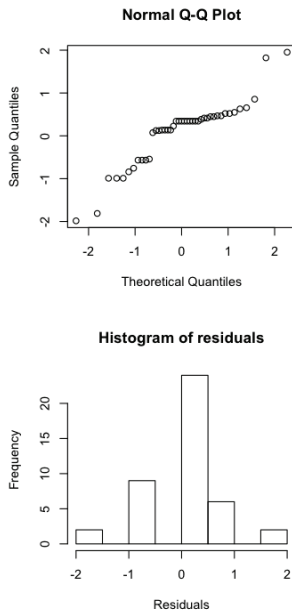 Normal Q-Q Plot
Sample Quantiles
2
1
0
-1
-2
-2 -1 0 1 2
Theoretical Quantiles
Histogram of residuals
Frequency
20
15
10
5
0
-2 -1 0 1 2
Residuals